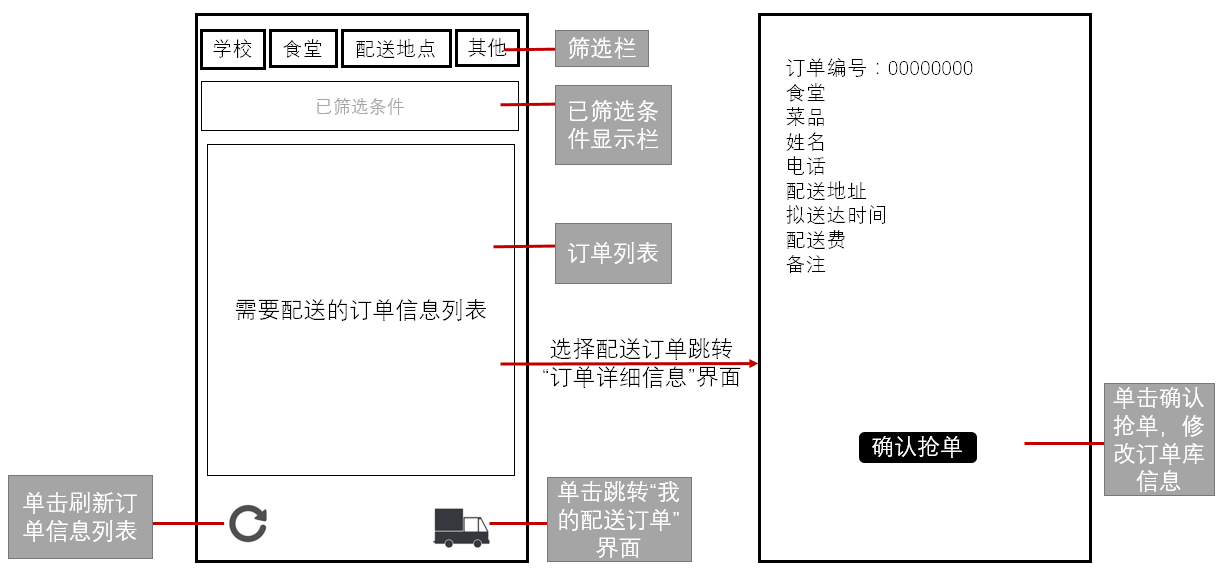 学校
食堂
配送地点
其他
筛选栏
已筛选条件
已筛选条
件显示栏
订单列表
需要配送的订单信息列表
选择配送订单跳转
“订单详细信息”界面
单击刷新订
单信息列表
单击跳转“我
的配送订单”
界面
订单编号：00000000
食堂
菜品
姓名
电话
配送地址
拟送达时间
配送费
备注
确认抢单
单击确认
抢单，修
改订单库
信息